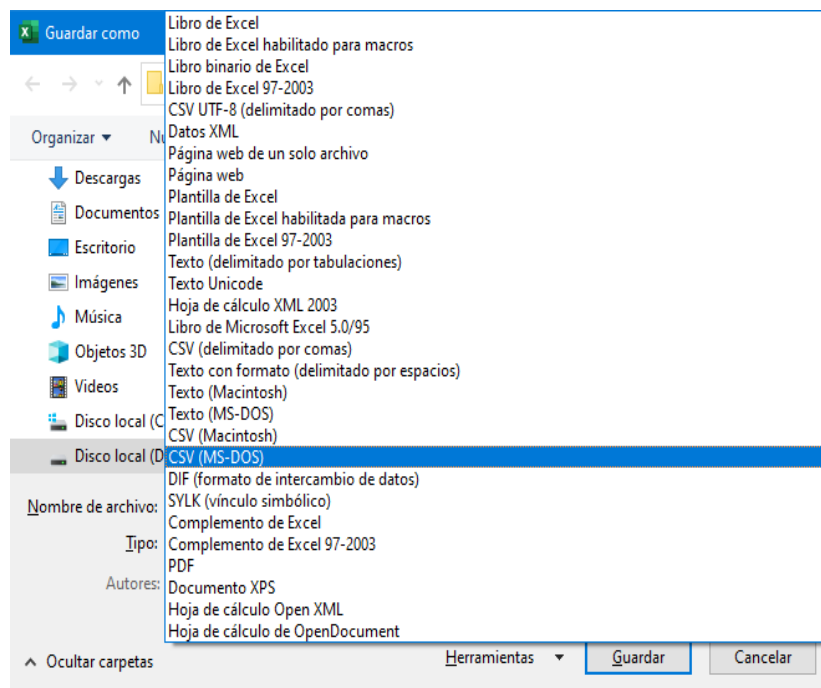 Guardar como
Organizar
Nu
Descargas
Documentos
Escritorio
Imágenes
Música
Objetos 3D
Videos
Disco local (C
Disco local (D
Nombre de archivo:
Tipo:
Autores:
Libro de Excel
Libro de Excel habilitado para macros
Libro binario de Excel
Libro de Excel 97-2003
CSV UTF-8 (delimitado por comas)
Datos XML
Página web de un solo archivo
Página web
Plantilla de Excel
Plantilla de Excel habilitada para macros
Plantilla de Excel 97-2003
Texto (delimitado por tabulaciones)
Texto Unicode
Hoja de cálculo XML 2003
Libro de Microsoft Excel 5.0/95
CSV (delimitado por comas)
Texto con formato (delimitado por espacios)
Texto (Macintosh)
Texto (MS-DOS)
CSV (Macintosh)
CSV (MS-DOS)
DIF (formato de intercambio de datos)
SYLK (vínculo simbólico)
Complemento de Excel
Complemento de Excel 97-2003
PDF
Documento XPS
Hoja de cálculo Open XML
Hoja de cálculo de OpenDocument
Ocultar carpetas
Herramientas
Guardar
Cancelar